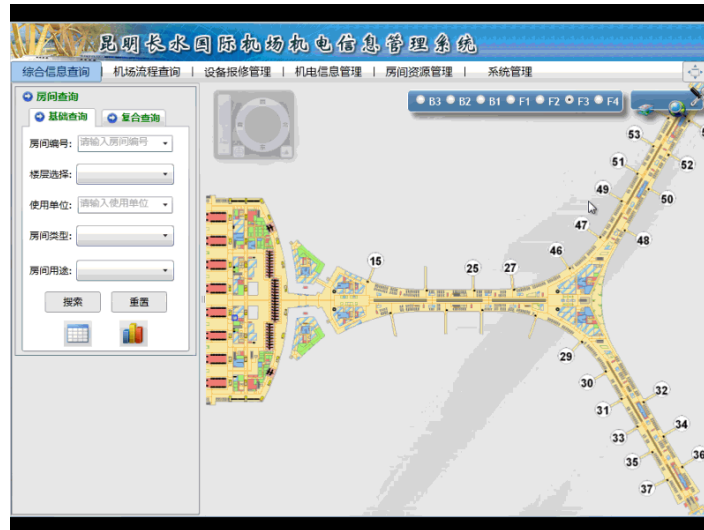 昆明长水国际机场机电信息管理系统
综合信息查询 | 机场流程查询 | 设备报修管理 | 机电信息管理 | 房间资源管理 | 系统管理
房间查询
基础查询 复合查询
房间编号: 请输入房间编号
楼层选择:
使用单位: 请输入使用单位
房间类型:
房间用途:
搜索 重置
B3 B2 B1 F1 F2 F3 F4
53
51
52
49
50
47
48
46
15
25
27
29
30
32
31
34
33
35
36
37